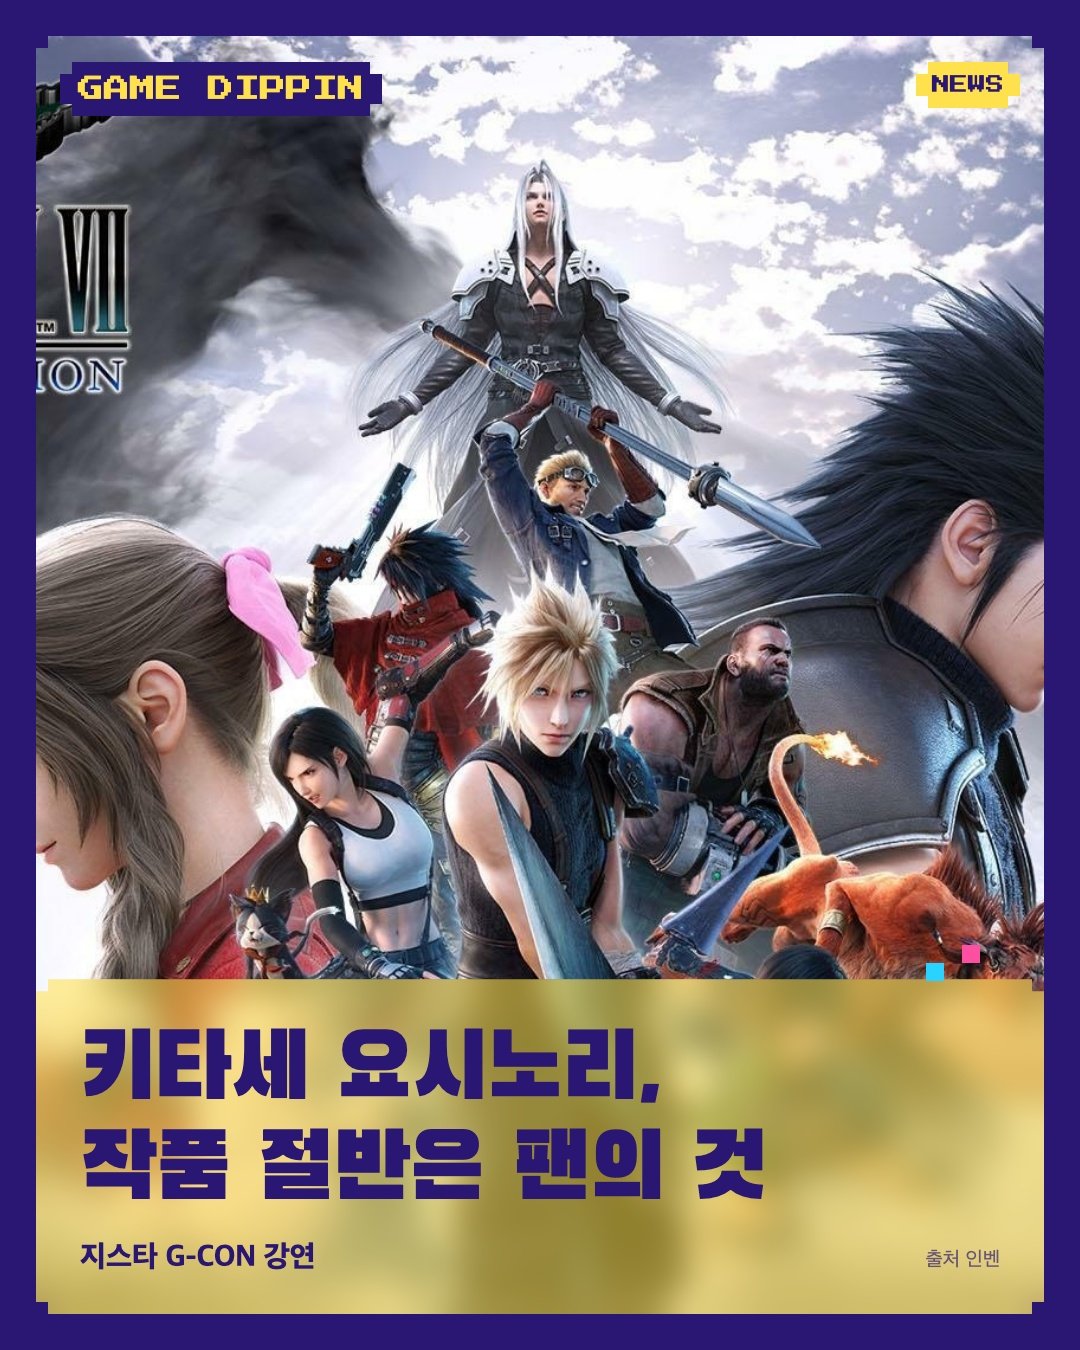 GAME DIPPIN
NEWS
VII
TM
ION
키타세 요시노리,
작품 절반은 팬의 것
지스타 G-CON 강연
출처 인벤